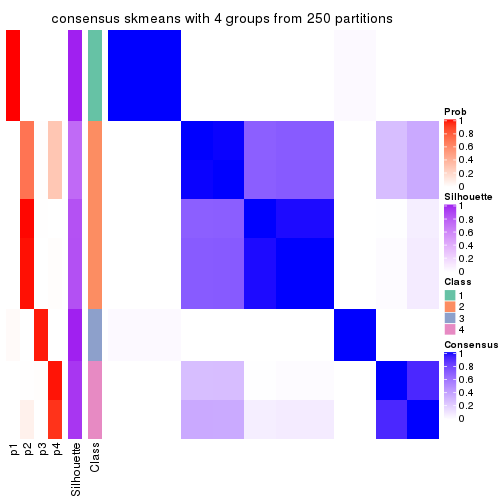 consensus skmeans with 4 groups from 250 partitions
Prob
1
0.8
0.6
0.4
0.2
0
Silhouette
1
0.8
0.6
0.4
0.2
0
Class
1
2
3
4
Consensus
1
0.8
0.6
0.4
0.2
0
p1
p2
p3
p4
Silhouette
Class